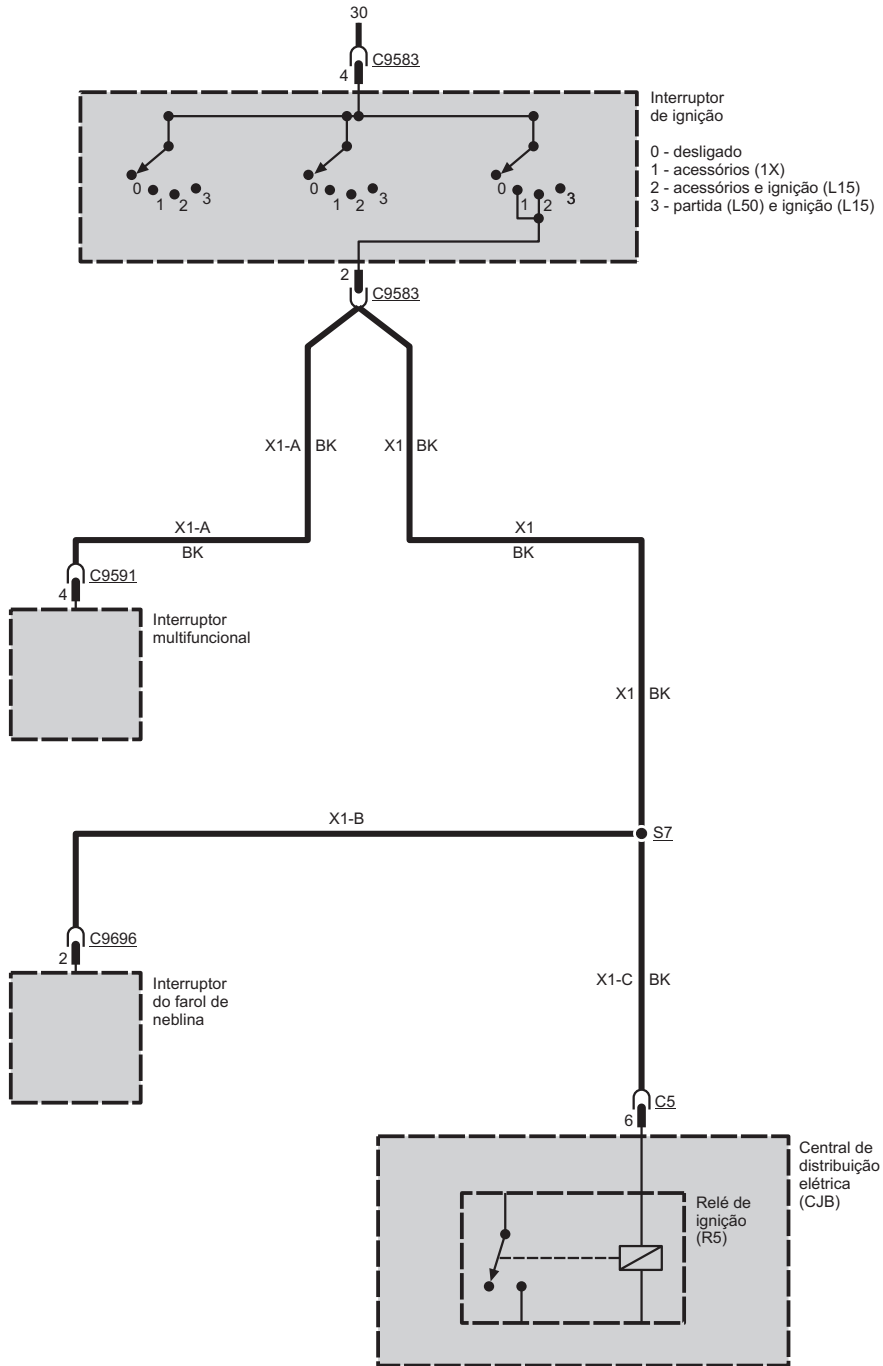 30
C9583
4
Interruptor
de ignição
0 - desligado
1 - acessórios (1X)
2 - acessórios e ignição (L15)
3 - partida (L50) e ignição (L15)
0
1
2
3
0
1
2
3
0
1
2
3
2
C9583
X1-A
BK
X1
BK
X1-A
BK
X1
BK
C9591
4
Interruptor
multifuncional
X1
BK
X1-B
S7
C9696
2
Interruptor
do farol de
neblina
X1-C
BK
C5
6
Central de
distribuição
elétrica
(CJB)
Relé de
ignição
(R5)